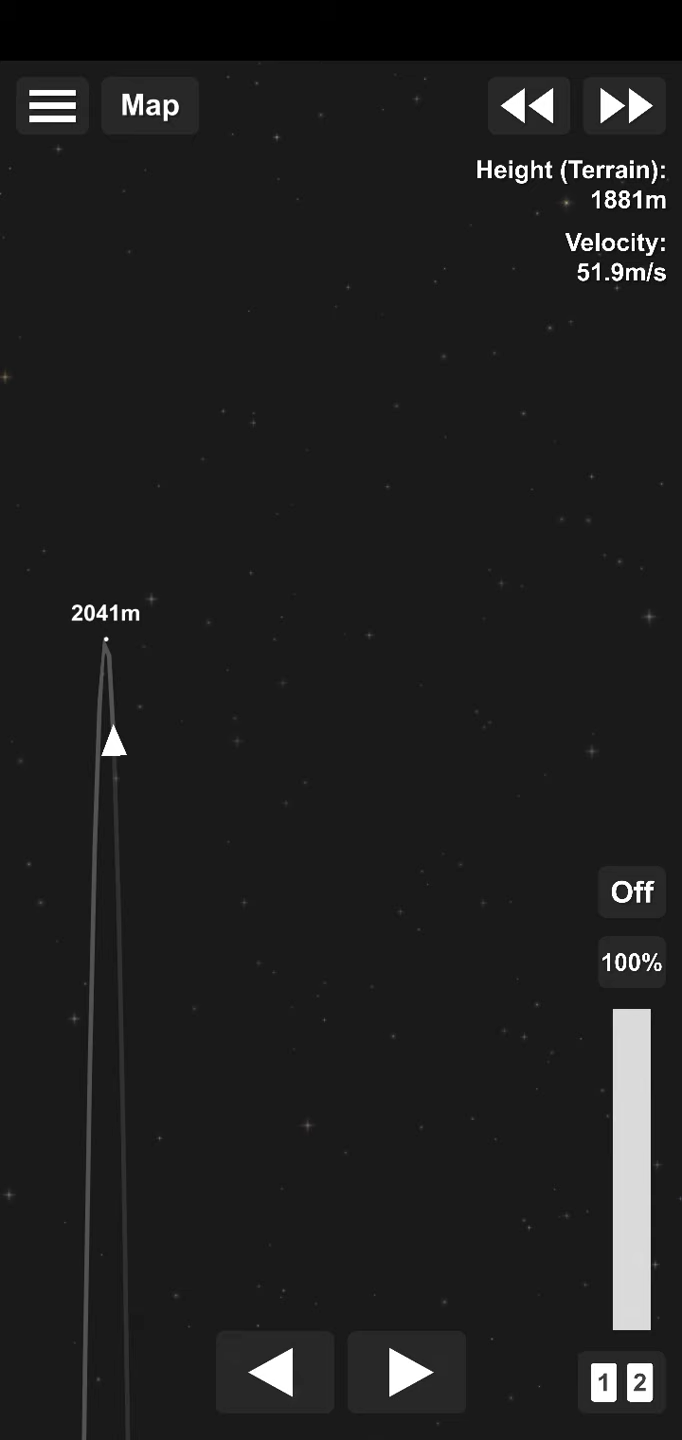 Map
Height (Terrain):
1881m
Velocity:
51.9m/s
2041m
Off
100%
1 2